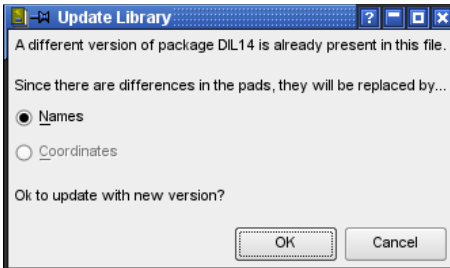 Update Library
?
A different version of package DIL14 is already present in this file.
Since there are differences in the pads, they will be replaced by...
Names
Coordinates
Ok to update with new version?
OK
Cancel